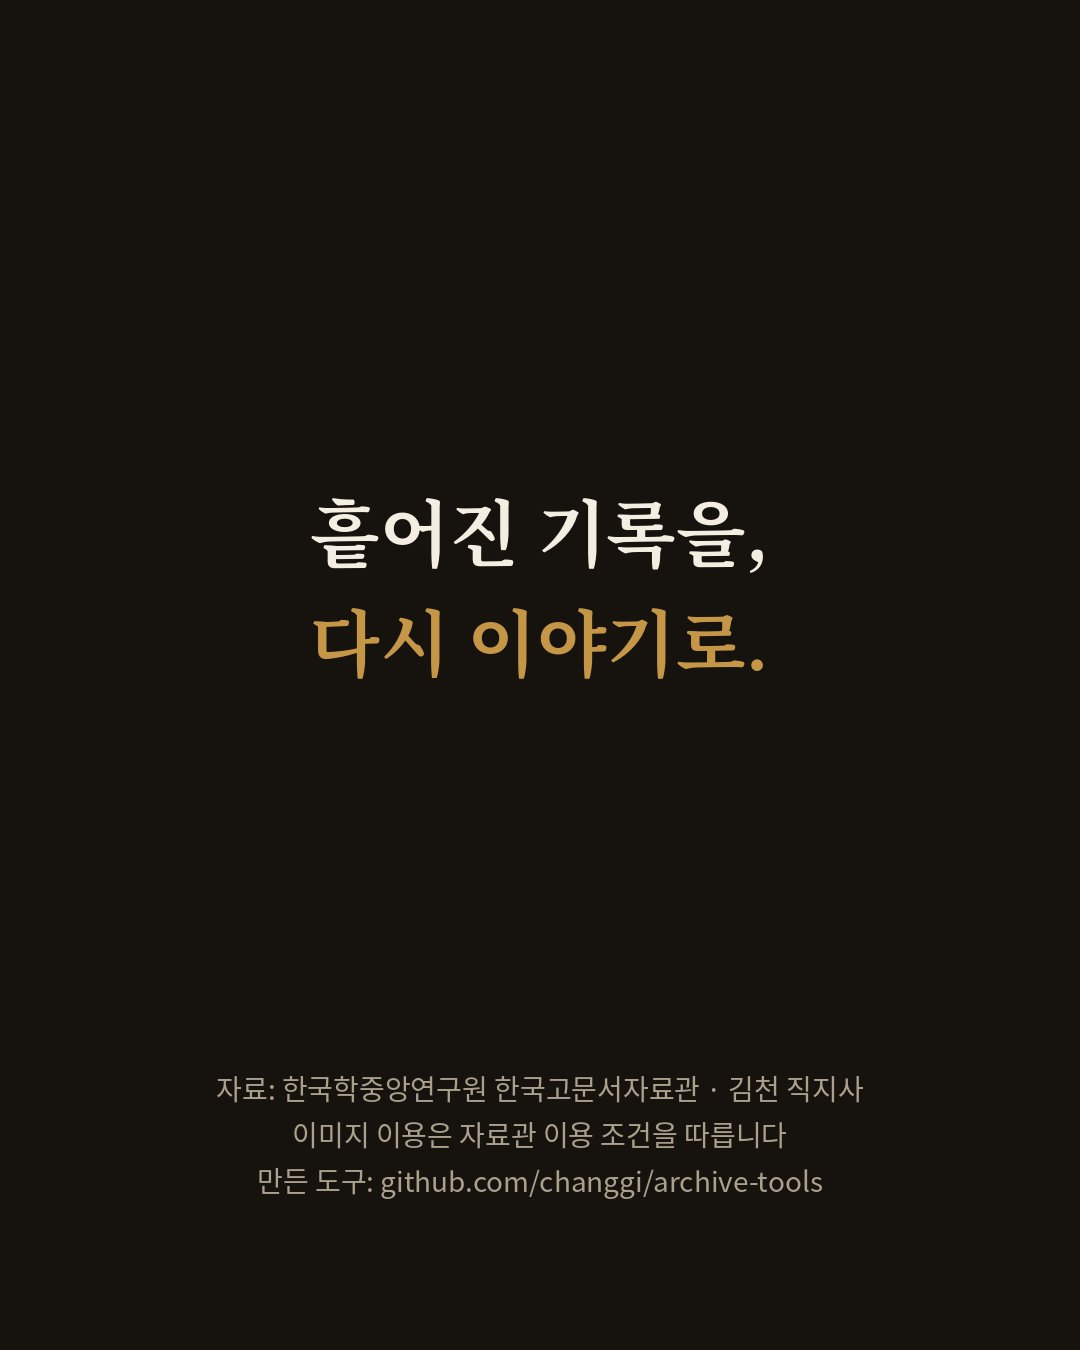 흩어진 기록을,
다시 이야기로.
자료: 한국학중앙연구원 한국고문서자료관 · 김천 직지사
이미지 이용은 자료관 이용 조건을 따릅니다
만든 도구: github.com/changgi/archive-tools